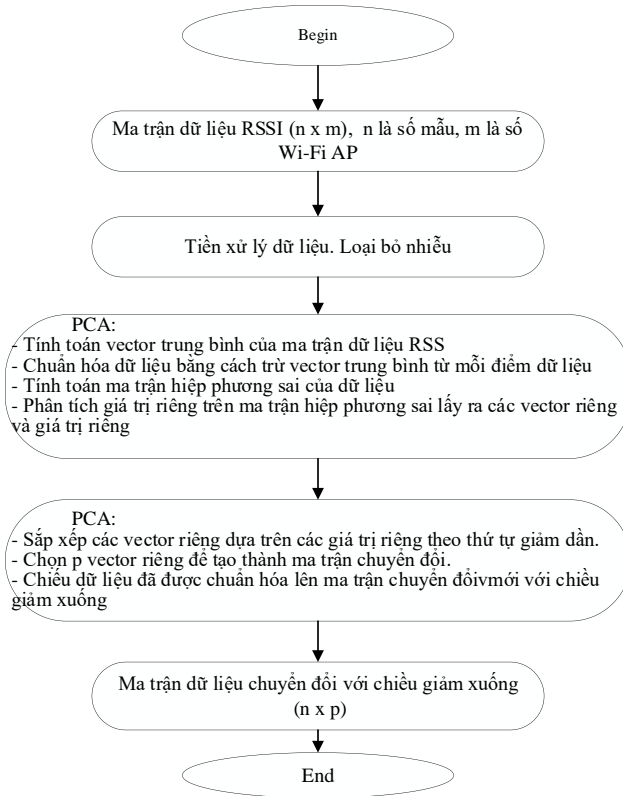 Begin
Ma trận dữ liệu RSSI (n x m),  n là số mẫu, m là số
Wi-Fi AP
Tiền xử lý dữ liệu. Loại bỏ nhiễu
PCA:
- Tính toán vector trung bình của ma trận dữ liệu RSS
- Chuẩn hóa dữ liệu bằng cách trừ vector trung bình từ mỗi điểm dữ liệu
- Tính toán ma trận hiệp phương sai của dữ liệu
- Phân tích giá trị riêng trên ma trận hiệp phương sai lấy ra các vector riêng
và giá trị riêng
PCA:
- Sắp xếp các vector riêng dựa trên các giá trị riêng theo thứ tự giảm dần.
- Chọn p vector riêng để tạo thành ma trận chuyển đổi.
- Chiếu dữ liệu đã được chuẩn hóa lên ma trận chuyển đổivmới với chiều
giảm xuống
Ma trận dữ liệu chuyển đổi với chiều giảm xuống
(n x p)
End